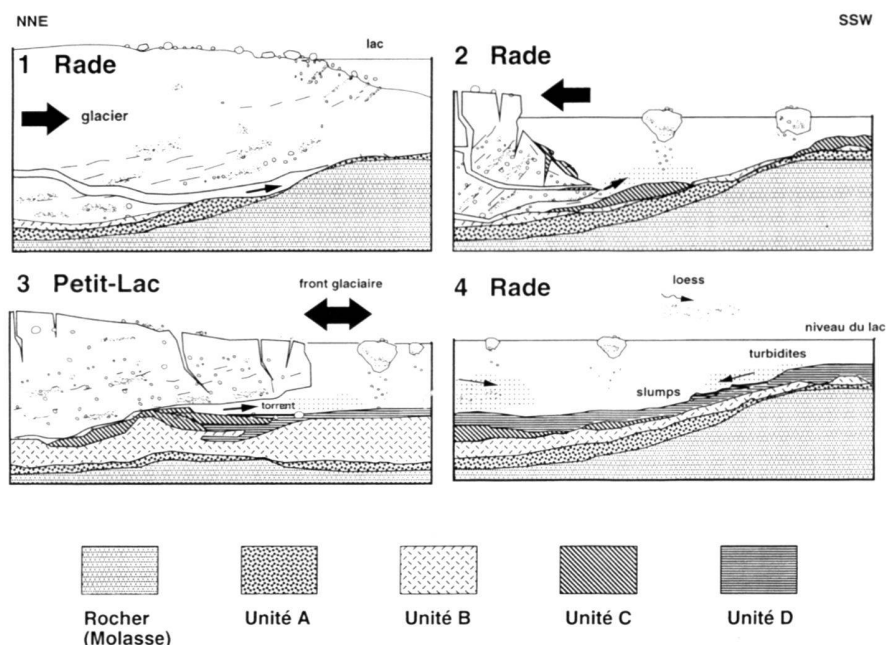 NNE
SSW
1 Rade
lac
glacier
2 Rade
3 Petit-Lac
front glaciaire
torrent
4 Rade
loess
niveau du lac
turbidites
slumps
Rocher
(Molasse)
Unité A
Unité B
Unité C
Unité D